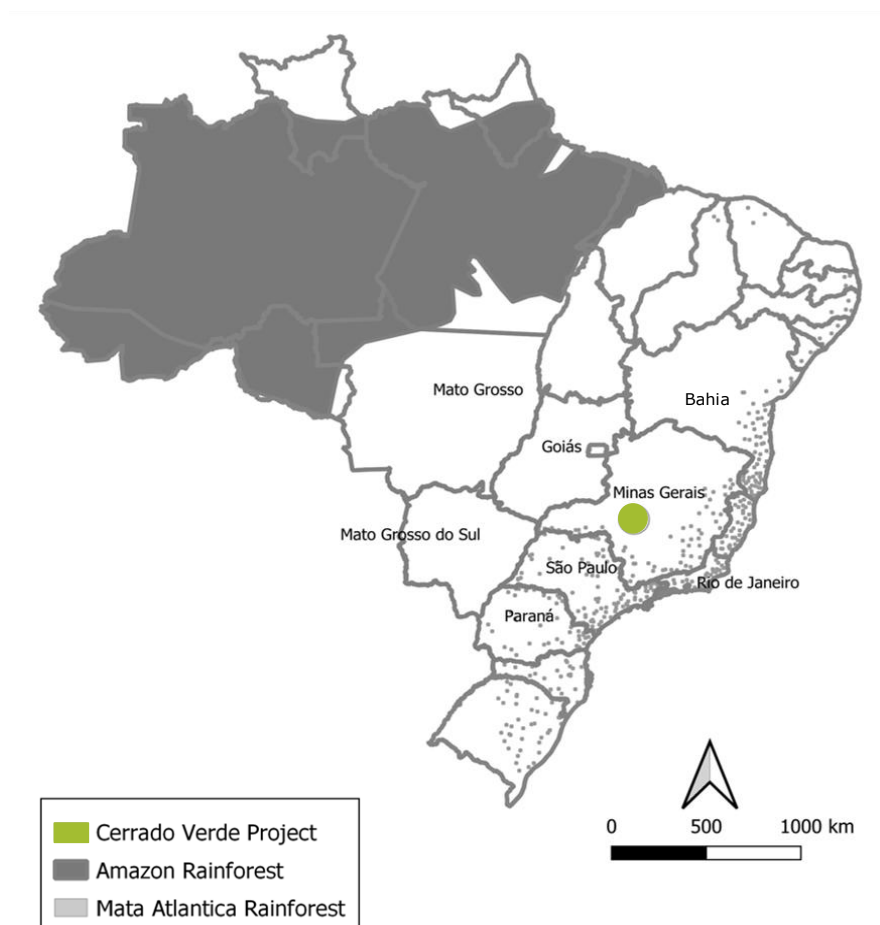 Mato Grosso
Bahia
Goiás
Minas Gerais
Mato Grosso do Sul
São Paulo
Rio de Janeiro
Paraná
Cerrado Verde Project
Amazon Rainforest
Mata Atlantica Rainforest
0 500 1000 km